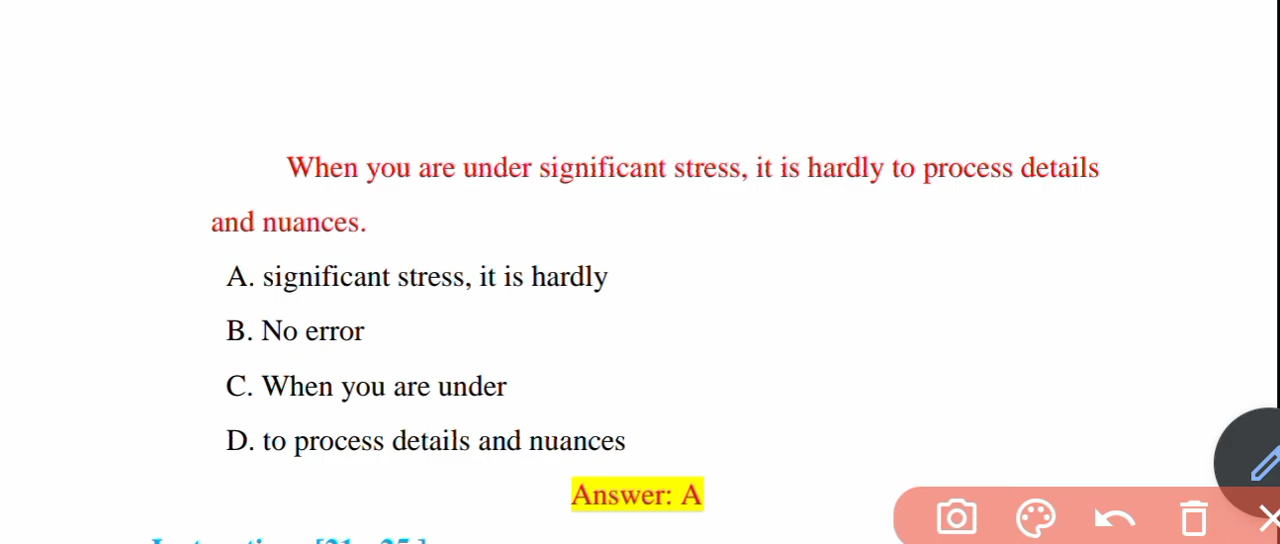 When you are under significant stress, it is hardly to process details
and nuances.
A. significant stress, it is hardly
B. No error
C. When you are under
D. to process details and nuances
Answer: A